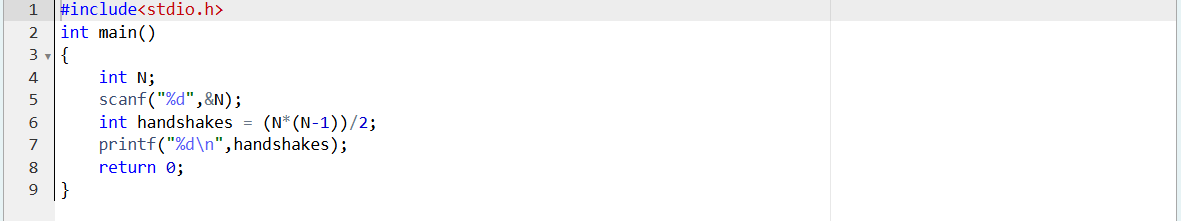 1 #include<stdio.h>
2 int main()
3 {
4     int N;
5     scanf("%d",&N);
6     int handshakes = (N*(N-1))/2;
7     printf("%d\n",handshakes);
8     return 0;
9 }